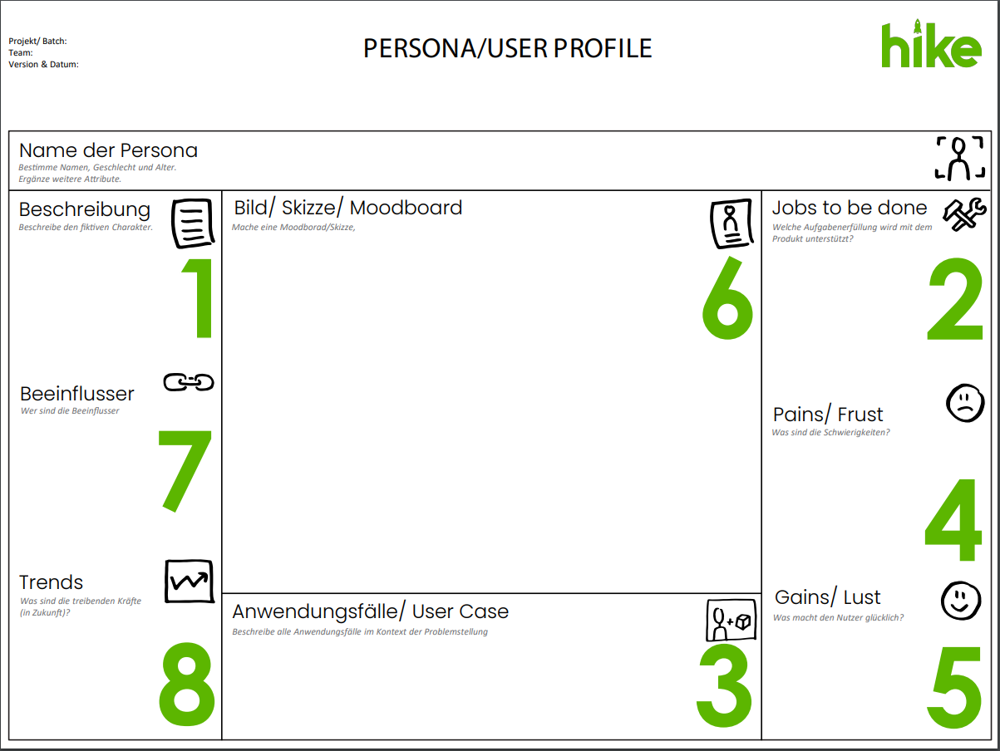 Projekt/ Batch:
Team:
Version & Datum:
PERSONA/USER PROFILE
hike
Name der Persona
Bestimme Namen, Geschlecht und Alter.
Ergänze weitere Attribute.
Beschreibung
Beschreibe den fiktiven Charakter.
1
Beeinflusser
Wer sind die Beeinflusser
7
Trends
Was sind die treibenden Kräfte
(in Zukunft)?
8
Bild/ Skizze/ Moodboard
Mache eine Moodborad/Skizze,
6
Anwendungsfälle/ User Case
Beschreibe alle Anwendungsfälle im Kontext der Problemstellung
3
Jobs to be done
Welche Aufgabenerfüllung wird mit dem
Produkt unterstützt?
2
Pains/ Frust
Was sind die Schwierigkeiten?
4
Gains/ Lust
Was macht den Nutzer glücklich?
5